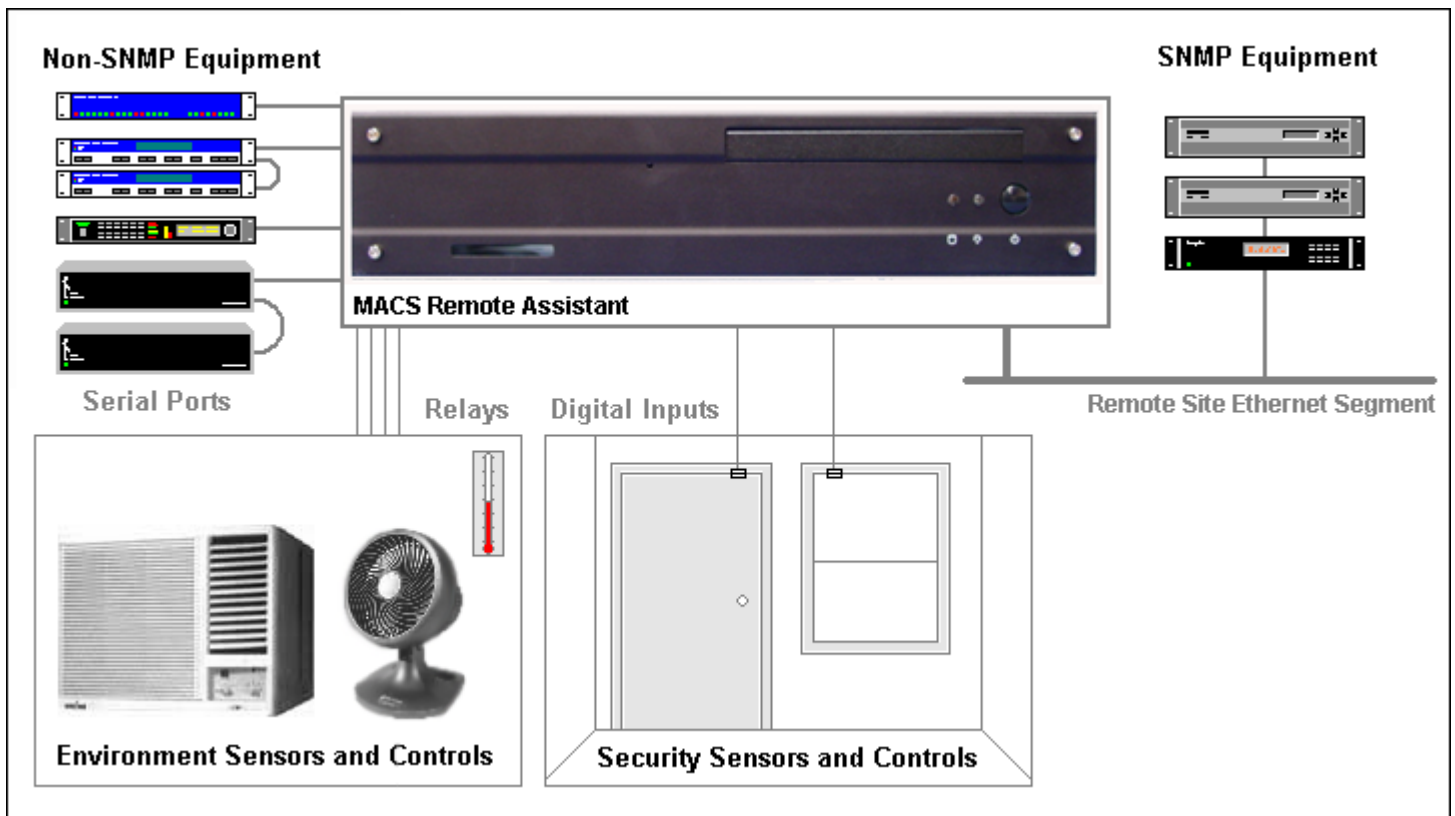 Non-SNMP Equipment
SNMP Equipment
MACS Remote Assistant
Serial Ports
Relays
Digital Inputs
Remote Site Ethernet Segment
Environment Sensors and Controls
Security Sensors and Controls